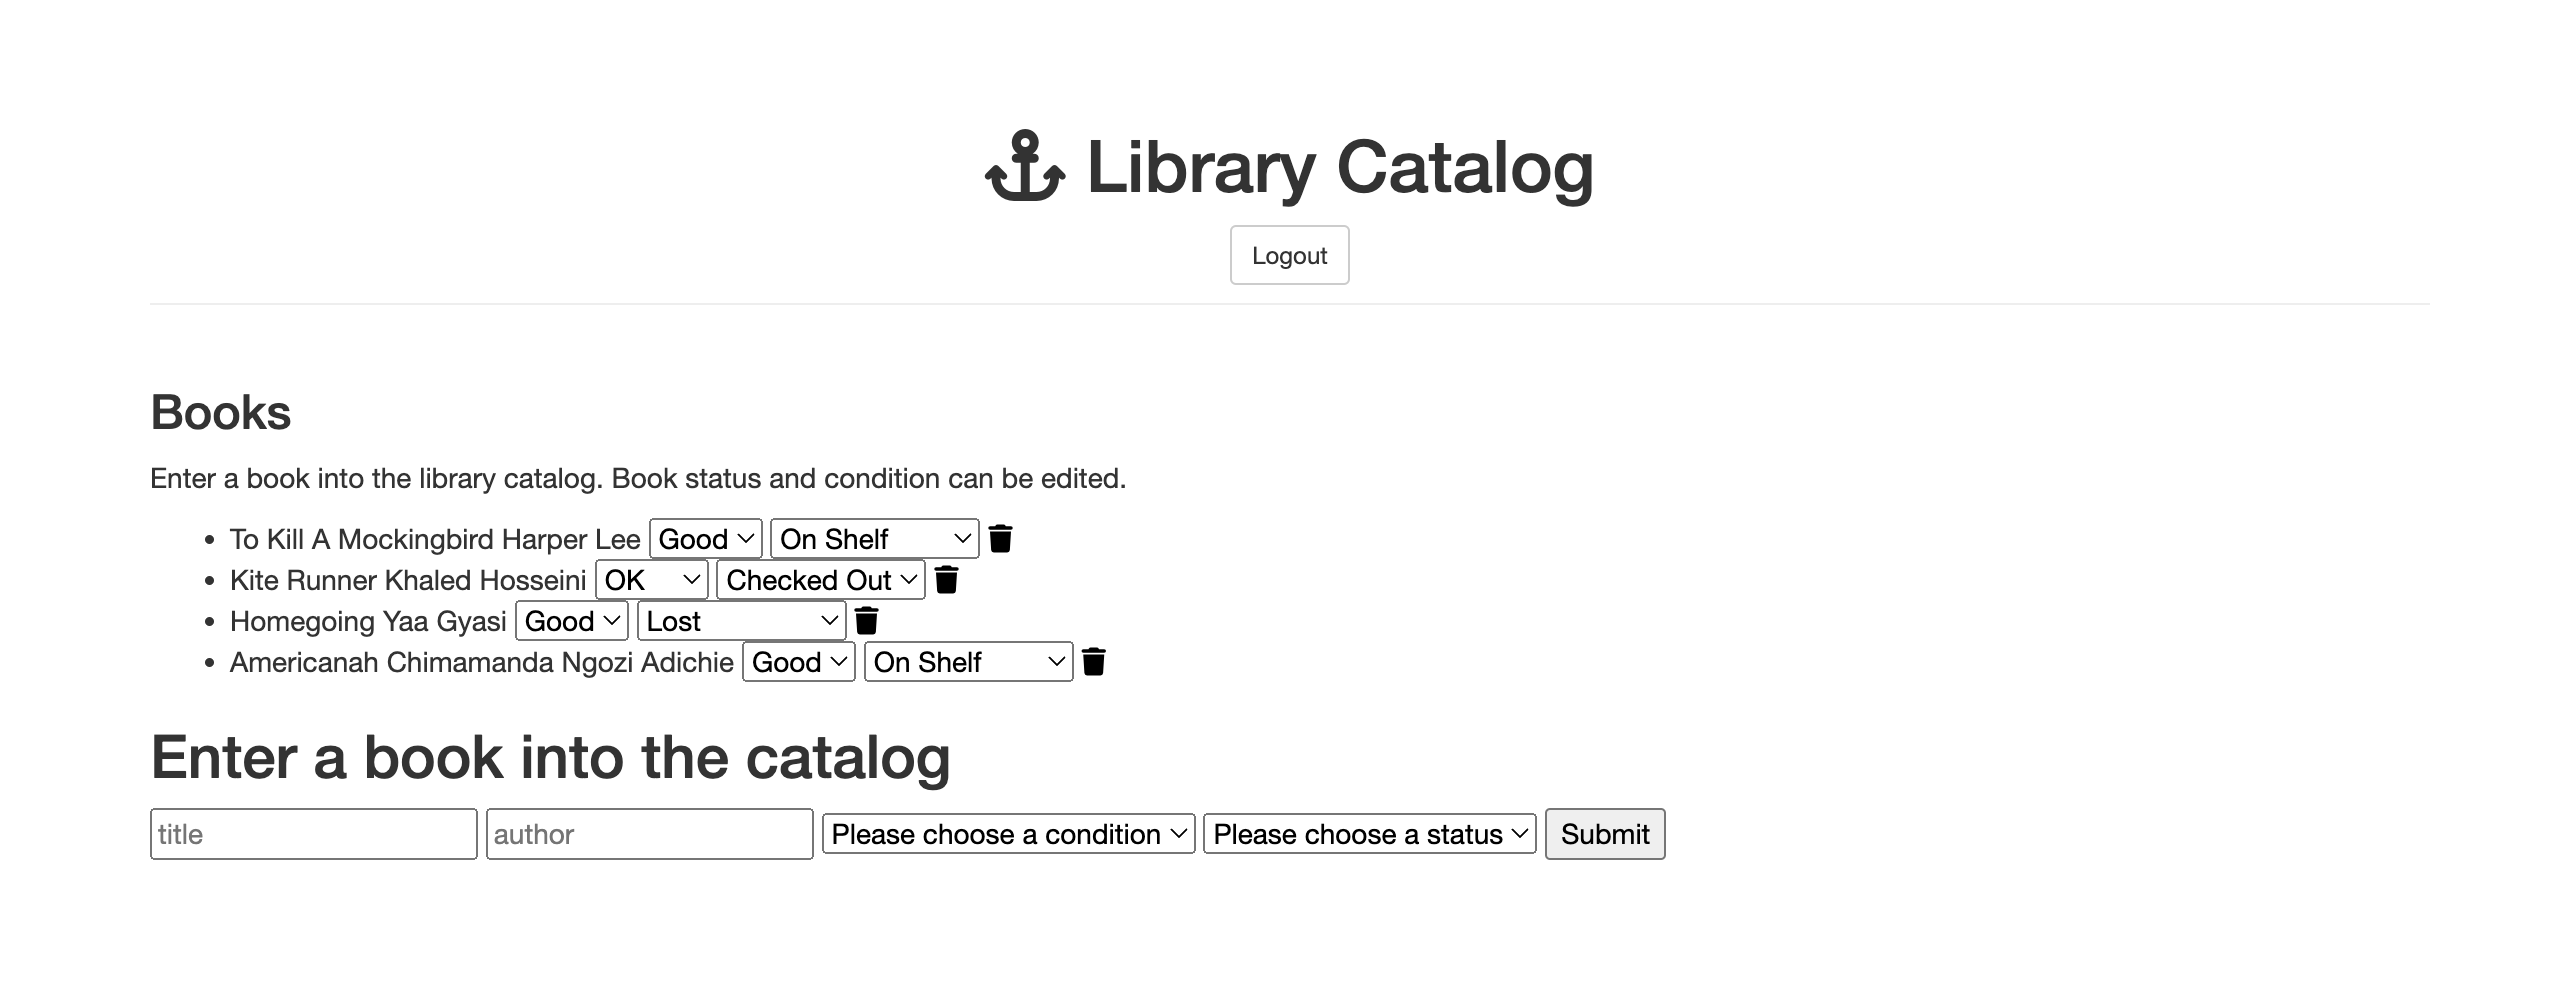 Library Catalog
Logout
Books
Enter a book into the library catalog. Book status and condition can be edited.
To Kill A Mockingbird Harper Lee Good On Shelf
Kite Runner Khaled Hosseini OK Checked Out
Homegoing Yaa Gyasi Good Lost
Americanah Chimamanda Ngozi Adichie Good On Shelf
Enter a book into the catalog
title author Please choose a condition Please choose a status Submit